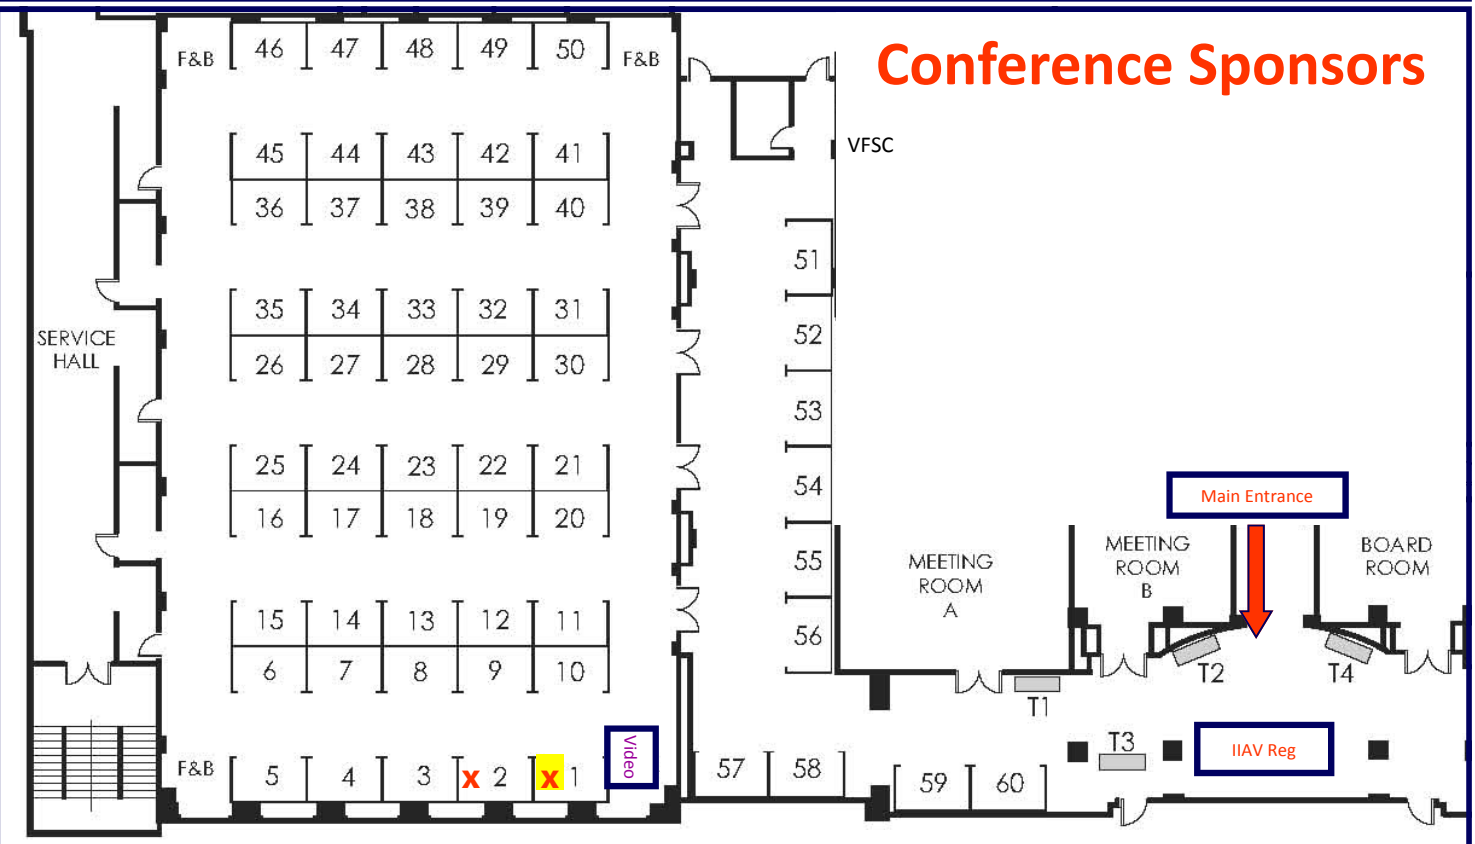 Conference Sponsors
F&B 46 47 48 49 50 F&B
VFSC
45 44 43 42 41
36 37 38 39 40
51
35 34 33 32 31
SERVICE
HALL
52
26 27 28 29 30
53
25 24 23 22 21
54
16 17 18 19 20
Main Entrance
55
MEETING
ROOM
A
MEETING
ROOM
B
BOARD
ROOM
15 14 13 12 11
56
6 7 8 9 10
T2
T4
T1
T3
IIAV Reg
Video
F&B 5 4 3 x 2 x 1
57 58
59 60